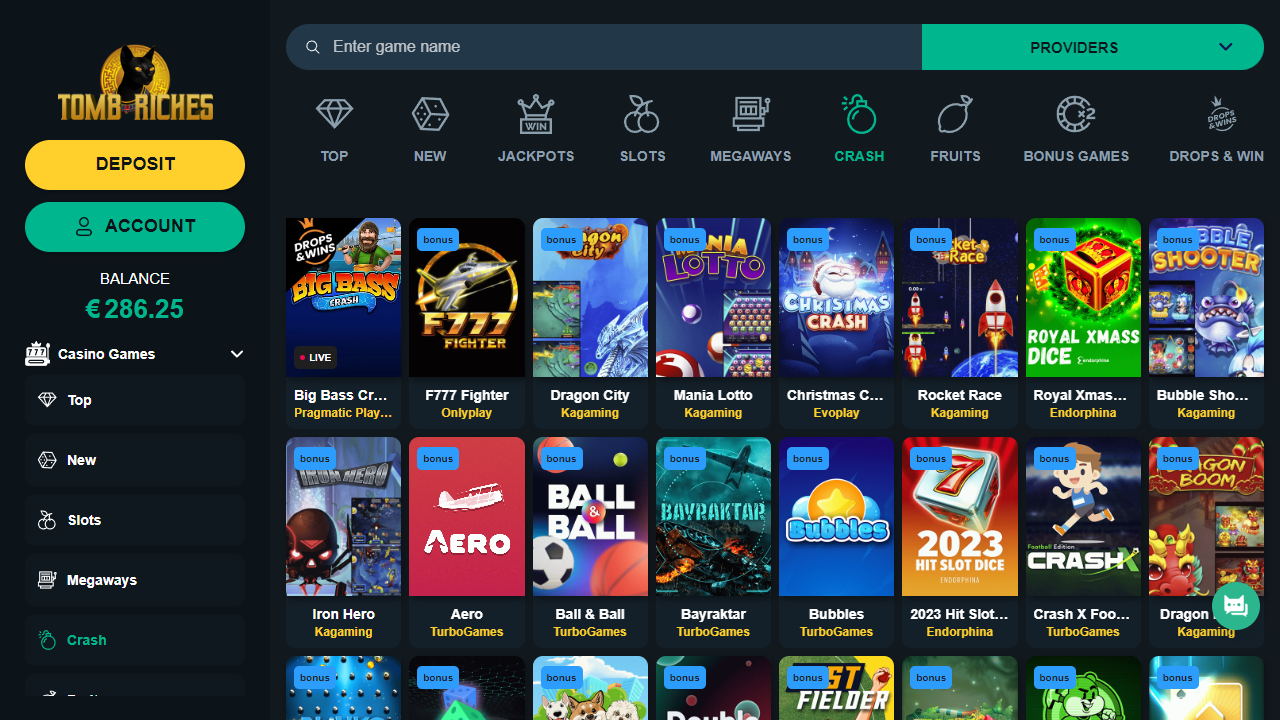 Enter game name
PROVIDERS
TOMB RICHES
DEPOSIT
ACCOUNT
BALANCE
€ 286.25
Casino Games
Top
New
Slots
Megaways
Crash
TOP
NEW
WIN
JACKPOTS
SLOTS
MEGAWAYS
CRASH
FRUITS
×2
BONUS GAMES
DROPS & WINS
DROPS & WIN
DROPS & WINS
BIG BASS
CRASH
LIVE
Big Bass Cr...
Pragmatic Play...
bonus
F777
FIGHTER
F777 Fighter
Onlyplay
bonus
Dragon City
Kagaming
bonus
MANIA
LOTTO
Mania Lotto
Kagaming
bonus
CHRISTMAS
CRASH
Christmas C...
Evoplay
bonus
Rocket
Race
Rocket Race
Kagaming
bonus
ROYAL XMASS
DICE
endorphina
Royal Xmas...
Endorphina
bonus
BUBBLE
SHOOTER
Bubble Sho...
Kagaming
bonus
IRON HERO
Iron Hero
Kagaming
bonus
AERO
Aero
TurboGames
bonus
BALL
&
BALL
Ball & Ball
TurboGames
bonus
BAYRAKTAR
Bayraktar
TurboGames
bonus
Bubbles
Bubbles
TurboGames
bonus
7
2023
HIT SLOT DICE
ENDORPHINA
2023 Hit Slot...
Endorphina
bonus
Football Edition
CRASHX
Crash X Foo...
TurboGames
bonus
DRAGON
BOOM
Dragon
Kagaming
bonus
bonus
bonus
bonus
Double
bonus
FIELDER
bonus
bonus
bonus